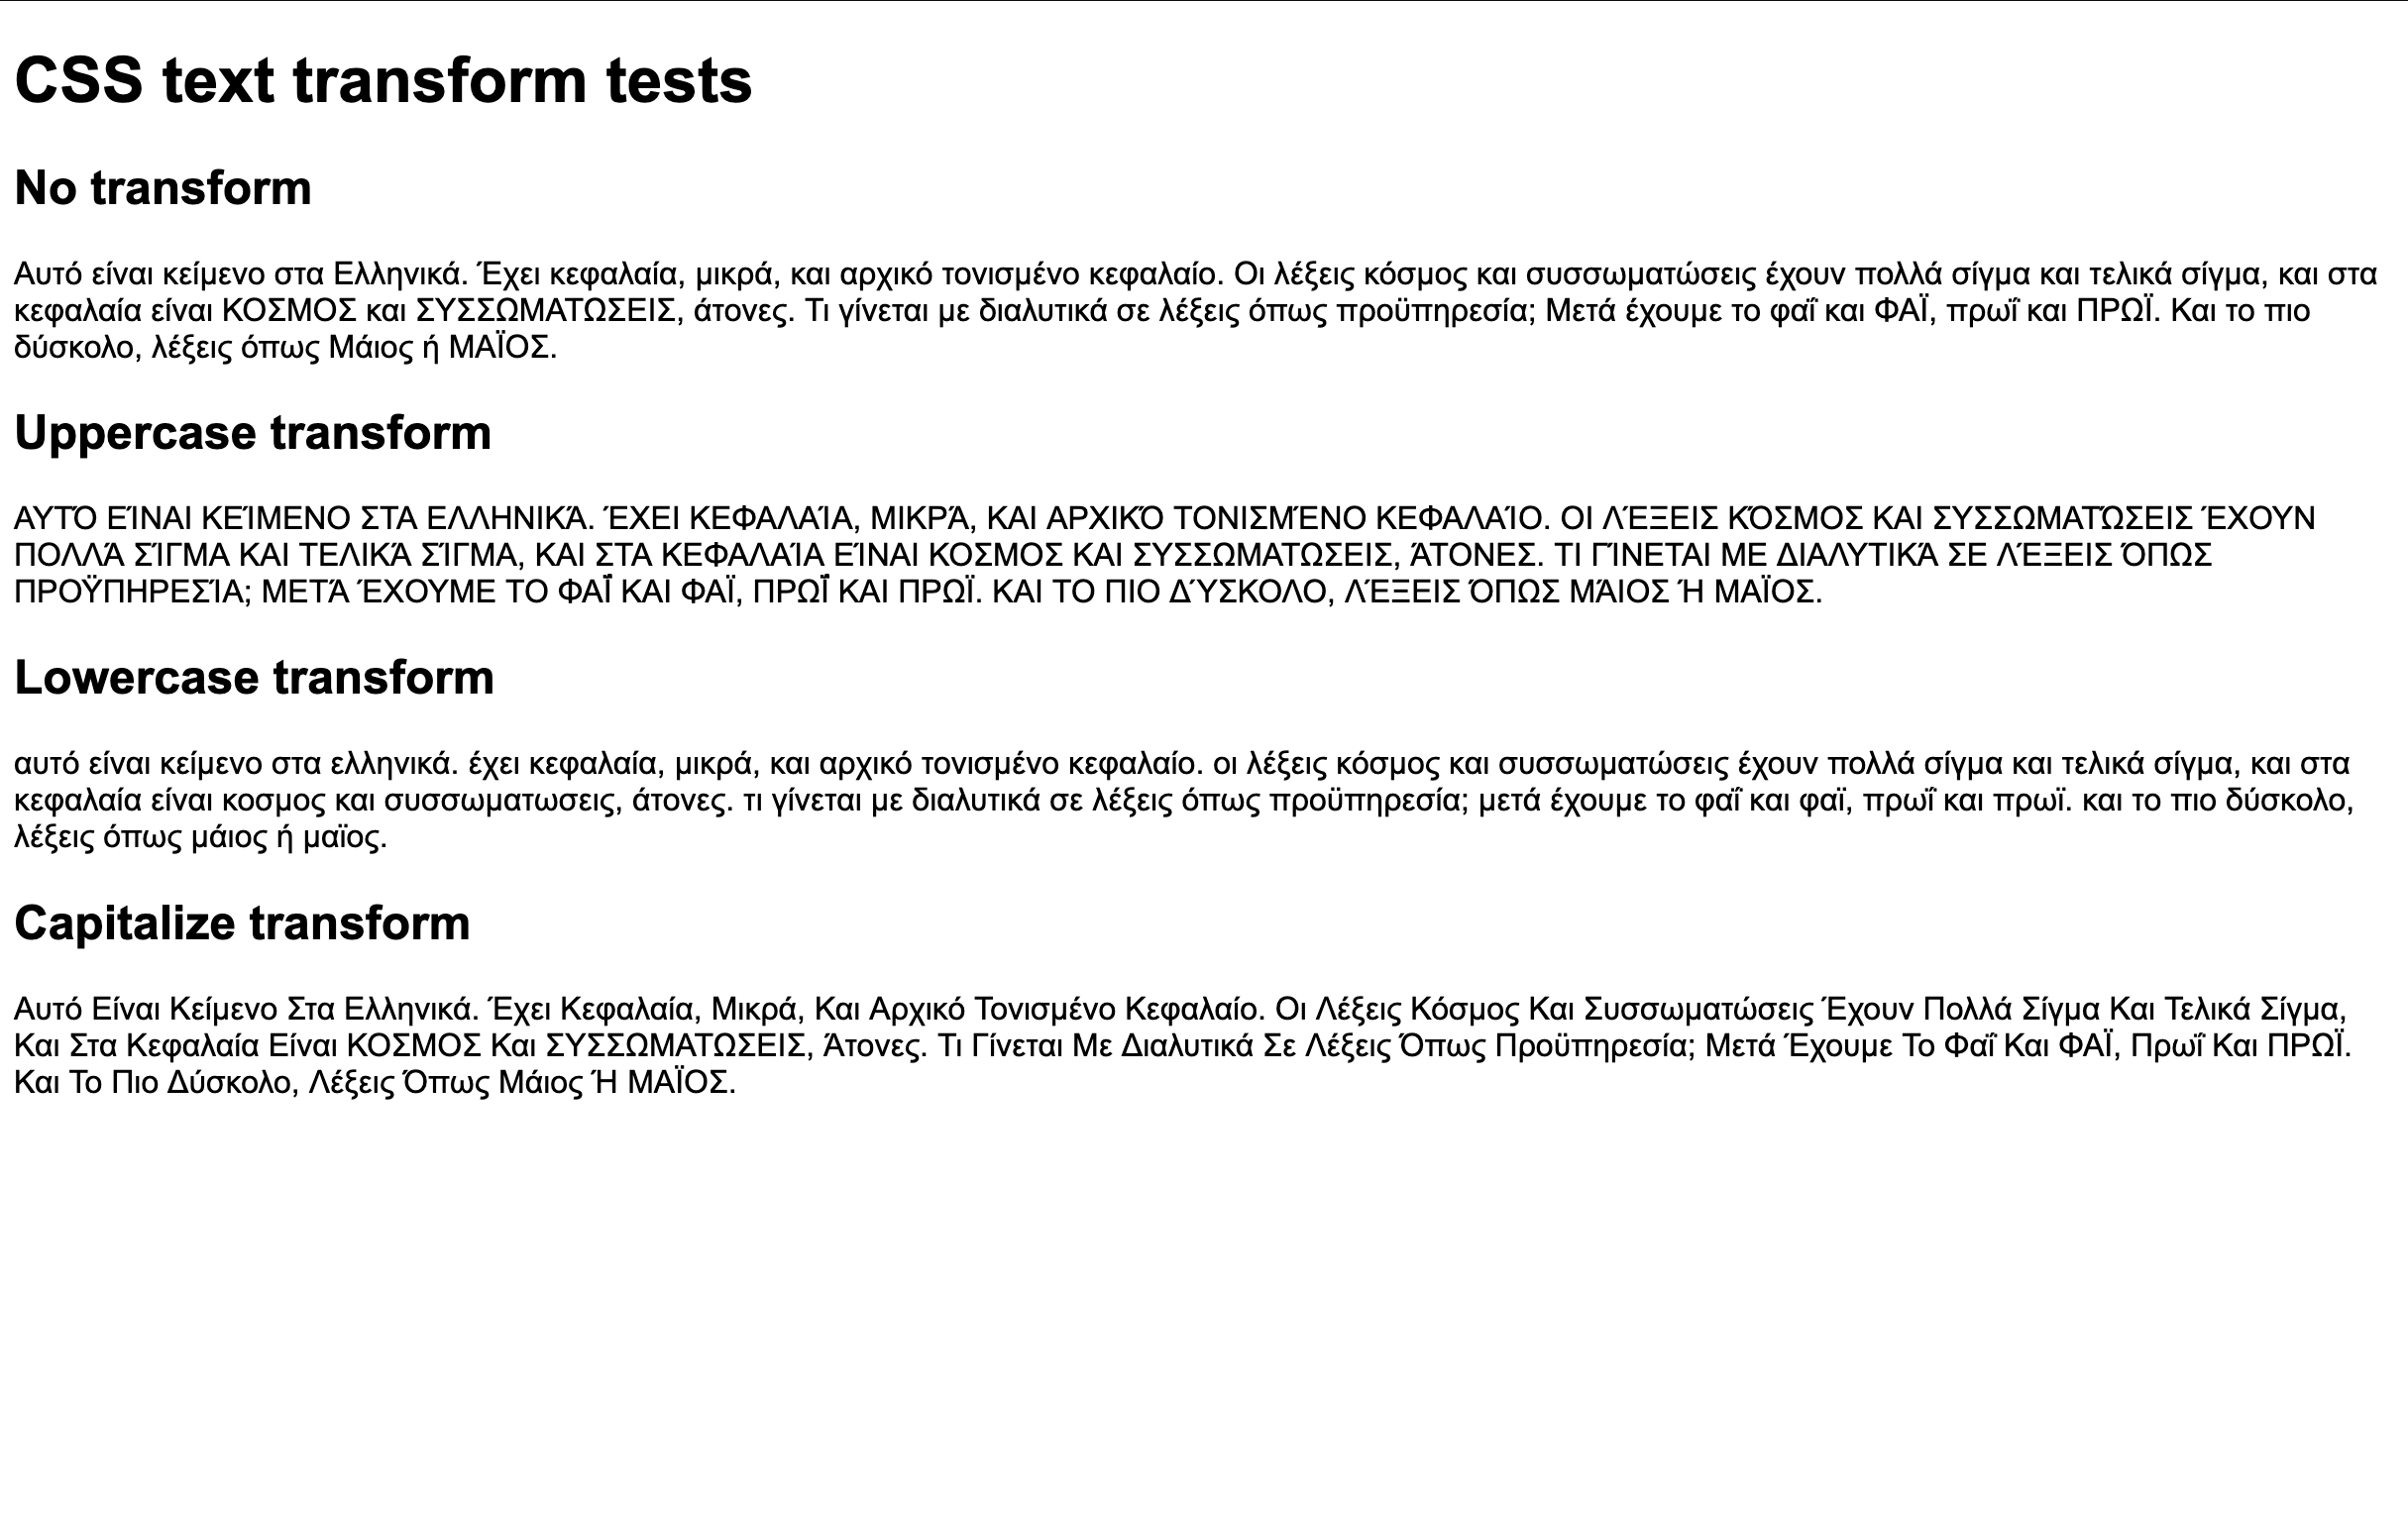 CSS text transform tests
No transform
Αυτό είναι κείμενο στα Ελληνικά. Έχει κεφαλαία, μικρά, και αρχικό τονισμένο κεφαλαίο. Οι λέξεις κόσμος και συσσωματώσεις έχουν πολλά σίγμα και τελικά σίγμα, και στα
κεφαλαία είναι ΚΟΣΜΟΣ και ΣΥΣΣΩΜΑΤΩΣΕΙΣ, άτονες. Τι γίνεται με διαλυτικά σε λέξεις όπως προϋπηρεσία; Μετά έχουμε το φαΐ και ΦΑΪ, πρωΐ και ΠΡΩΪ. Και το πιο
δύσκολο, λέξεις όπως Μάιος ή ΜΑΪΟΣ.
Uppercase transform
ΑΥΤΌ ΕΊΝΑΙ ΚΕΊΜΕΝΟ ΣΤΑ ΕΛΛΗΝΙΚΆ. ΈΧΕΙ ΚΕΦΑΛΑΊΑ, ΜΙΚΡΆ, ΚΑΙ ΑΡΧΙΚΌ ΤΟΝΙΣΜΈΝΟ ΚΕΦΑΛΑΊΟ. ΟΙ ΛΈΞΕΙΣ ΚΌΣΜΟΣ ΚΑΙ ΣΥΣΣΩΜΑΤΏΣΕΙΣ ΈΧΟΥΝ
ΠΟΛΛΆ ΣΊΓΜΑ ΚΑΙ ΤΕΛΙΚΆ ΣΊΓΜΑ, ΚΑΙ ΣΤΑ ΚΕΦΑΛΑΊΑ ΕΊΝΑΙ ΚΟΣΜΟΣ ΚΑΙ ΣΥΣΣΩΜΑΤΩΣΕΙΣ, ΆΤΟΝΕΣ. ΤΙ ΓΊΝΕΤΑΙ ΜΕ ΔΙΑΛΥΤΙΚΆ ΣΕ ΛΈΞΕΙΣ ΌΠΩΣ
ΠΡΟΫΠΗΡΕΣΊΑ; ΜΕΤΆ ΈΧΟΥΜΕ ΤΟ ΦΑΪ́ ΚΑΙ ΦΑΪ, ΠΡΩΪ́ ΚΑΙ ΠΡΩΪ. ΚΑΙ ΤΟ ΠΙΟ ΔΎΣΚΟΛΟ, ΛΈΞΕΙΣ ΌΠΩΣ ΜΆΙΟΣ Ή ΜΑΪΟΣ.
Lowercase transform
αυτό είναι κείμενο στα ελληνικά. έχει κεφαλαία, μικρά, και αρχικό τονισμένο κεφαλαίο. οι λέξεις κόσμος και συσσωματώσεις έχουν πολλά σίγμα και τελικά σίγμα, και στα
κεφαλαία είναι κοσμος και συσσωματωσεις, άτονες. τι γίνεται με διαλυτικά σε λέξεις όπως προϋπηρεσία; μετά έχουμε το φαΐ και φαϊ, πρωΐ και πρωϊ. και το πιο δύσκολο,
λέξεις όπως μάιος ή μαϊος.
Capitalize transform
Αυτό Είναι Κείμενο Στα Ελληνικά. Έχει Κεφαλαία, Μικρά, Και Αρχικό Τονισμένο Κεφαλαίο. Οι Λέξεις Κόσμος Και Συσσωματώσεις Έχουν Πολλά Σίγμα Και Τελικά Σίγμα,
Και Στα Κεφαλαία Είναι ΚΟΣΜΟΣ Και ΣΥΣΣΩΜΑΤΩΣΕΙΣ, Άτονες. Τι Γίνεται Με Διαλυτικά Σε Λέξεις Όπως Προϋπηρεσία; Μετά Έχουμε Το Φαΐ Και ΦΑΪ, Πρωΐ Και ΠΡΩΪ.
Και Το Πιο Δύσκολο, Λέξεις Όπως Μάιος Ή ΜΑΪΟΣ.